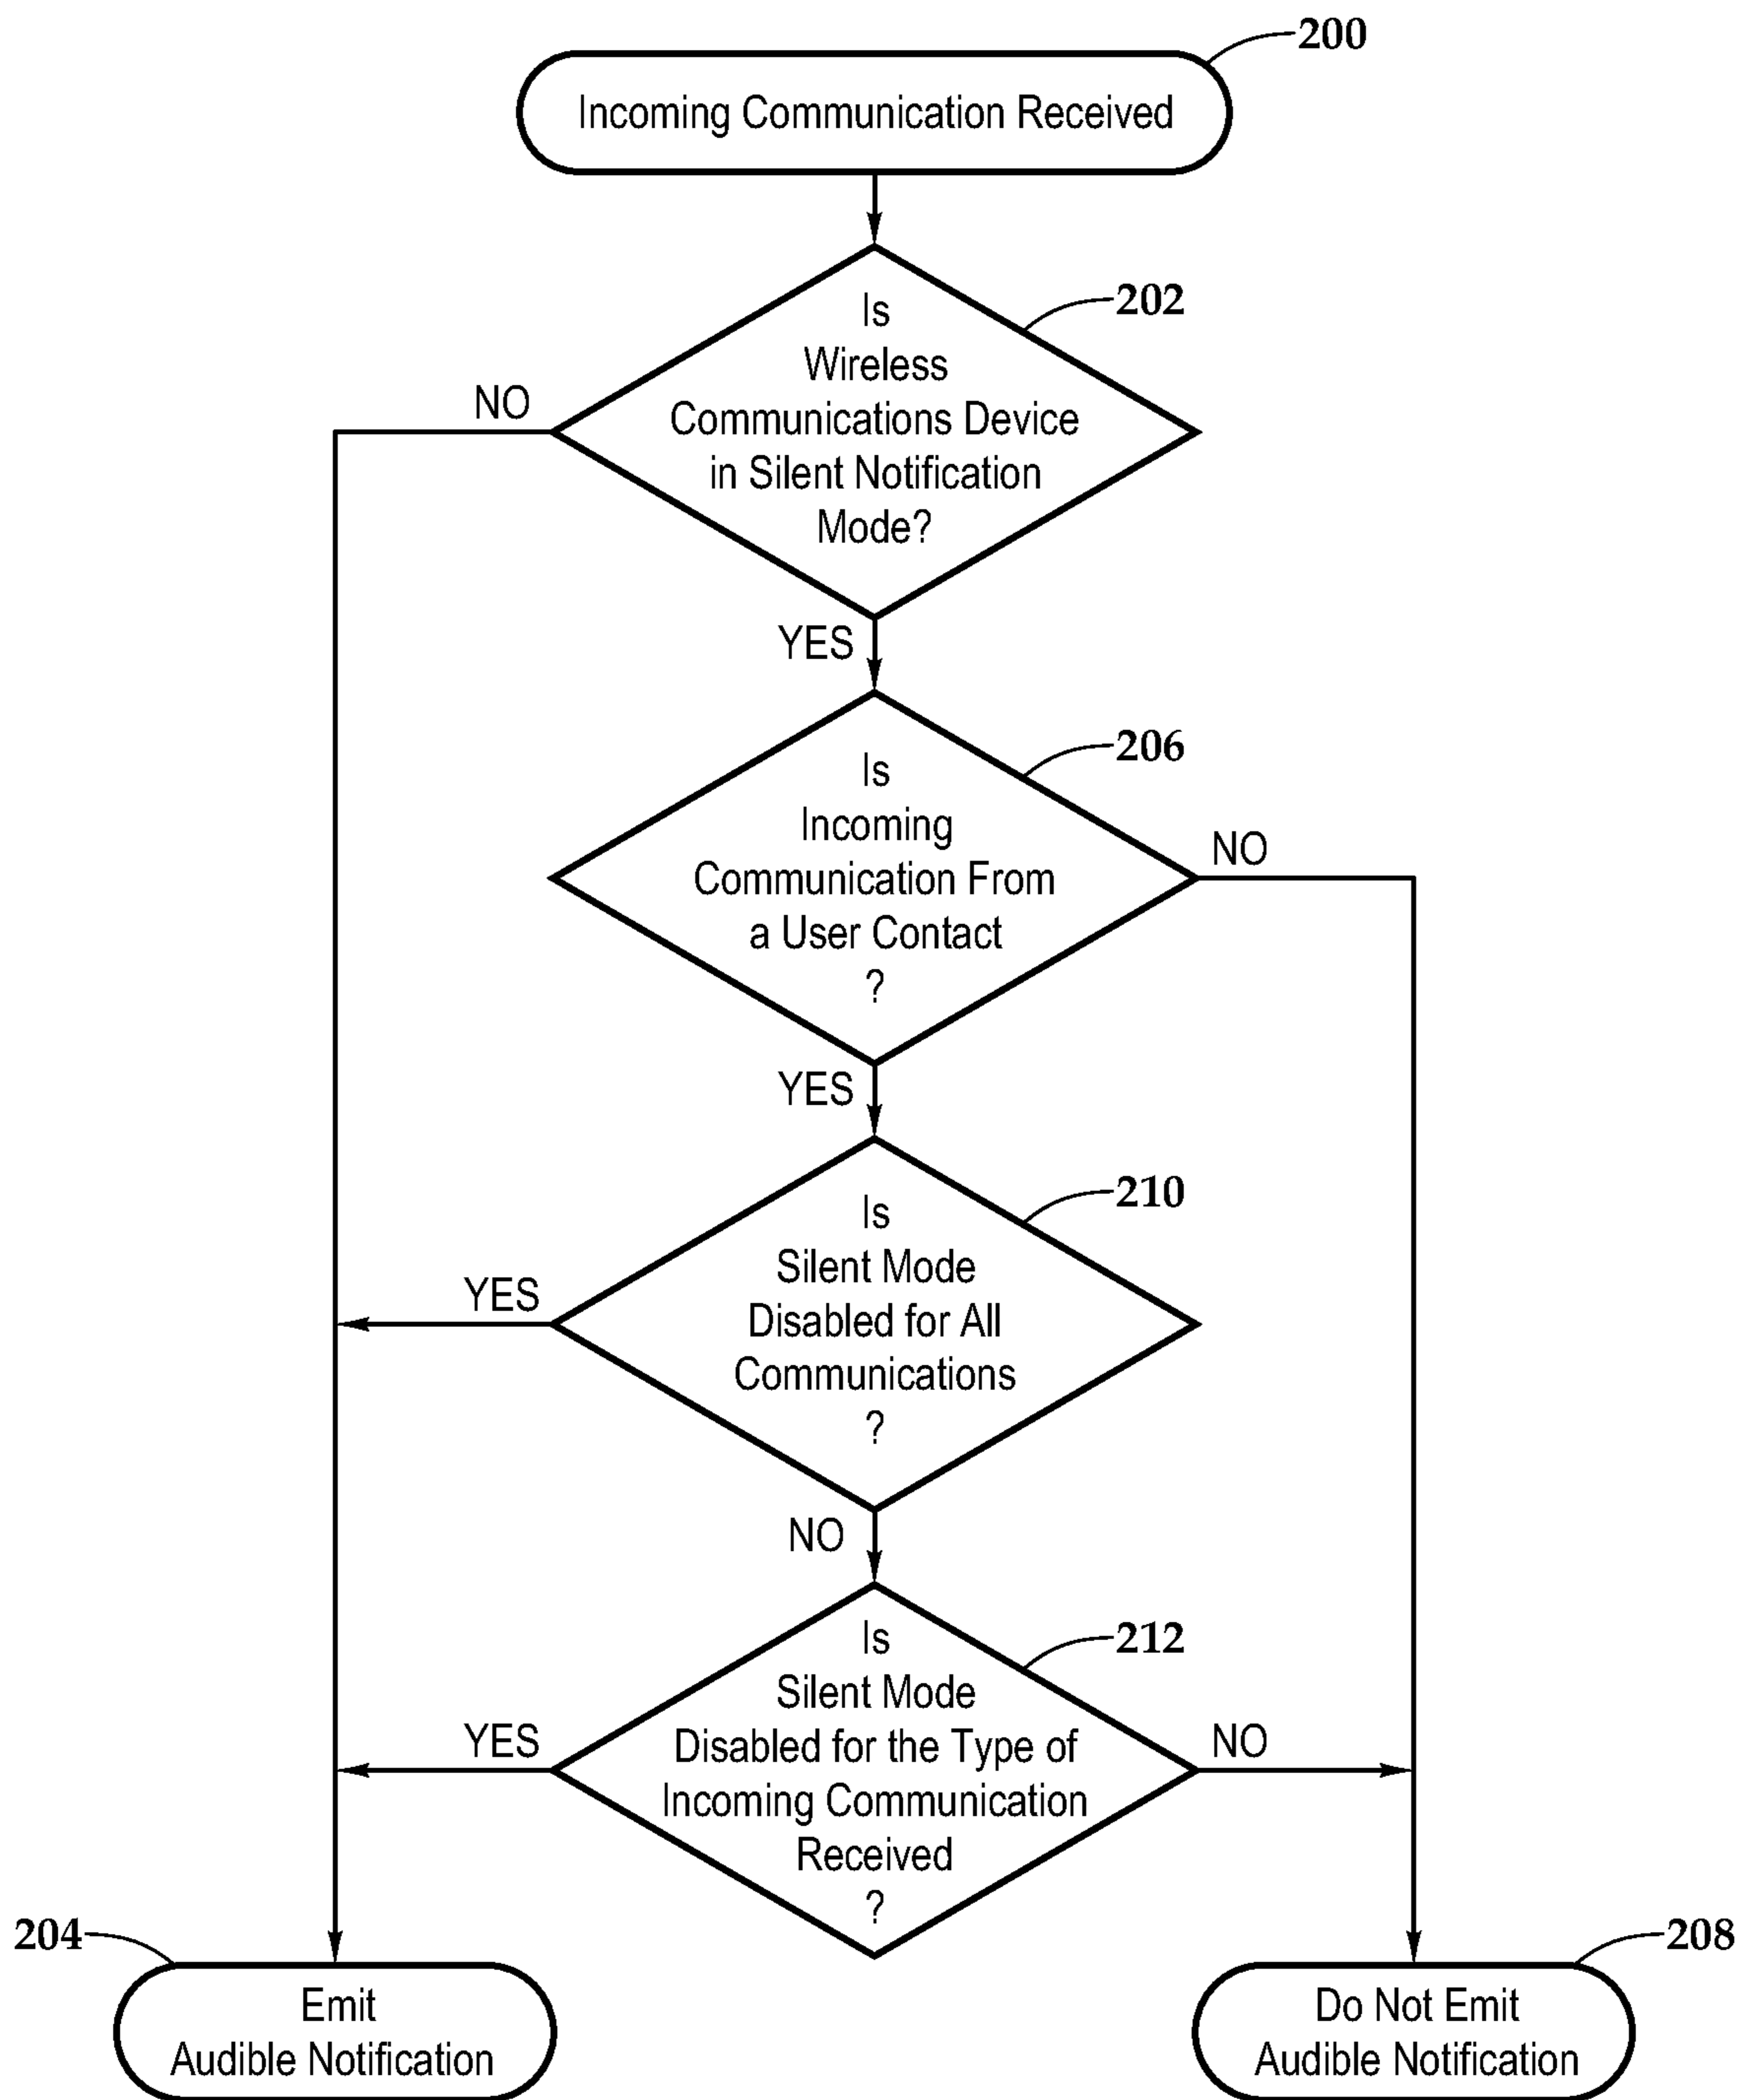 200
Incoming Communication Received
202
Is
Wireless
Communications Device
in Silent Notification
Mode?
NO
YES
206
Is
Incoming
Communication From
a User Contact
?
NO
YES
210
Is
Silent Mode
Disabled for All
Communications
?
YES
NO
212
Is
Silent Mode
Disabled for the Type of
Incoming Communication
Received
?
YES
NO
204
Emit
Audible Notification
208
Do Not Emit
Audible Notification